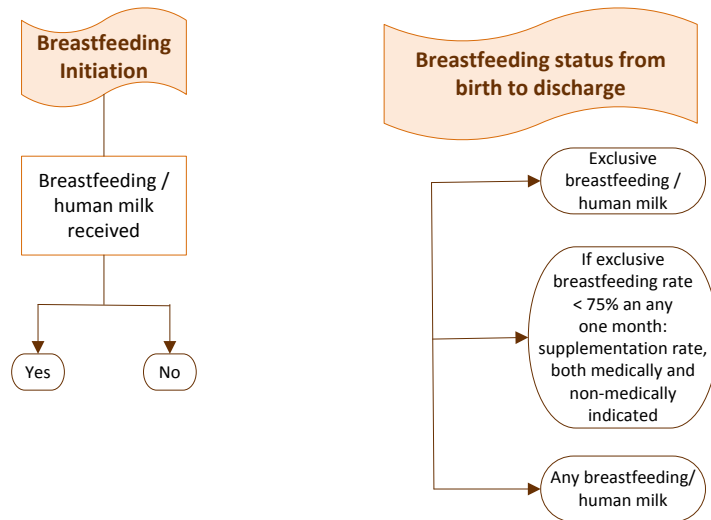 Breastfeeding
Initiation
Breastfeeding /
human milk
received
Yes
No
Breastfeeding status from
birth to discharge
Exclusive
breastfeeding /
human milk
If exclusive
breastfeeding rate
< 75% an any
one month:
supplementation rate,
both medically and
non-medically
indicated
Any breastfeeding/
human milk